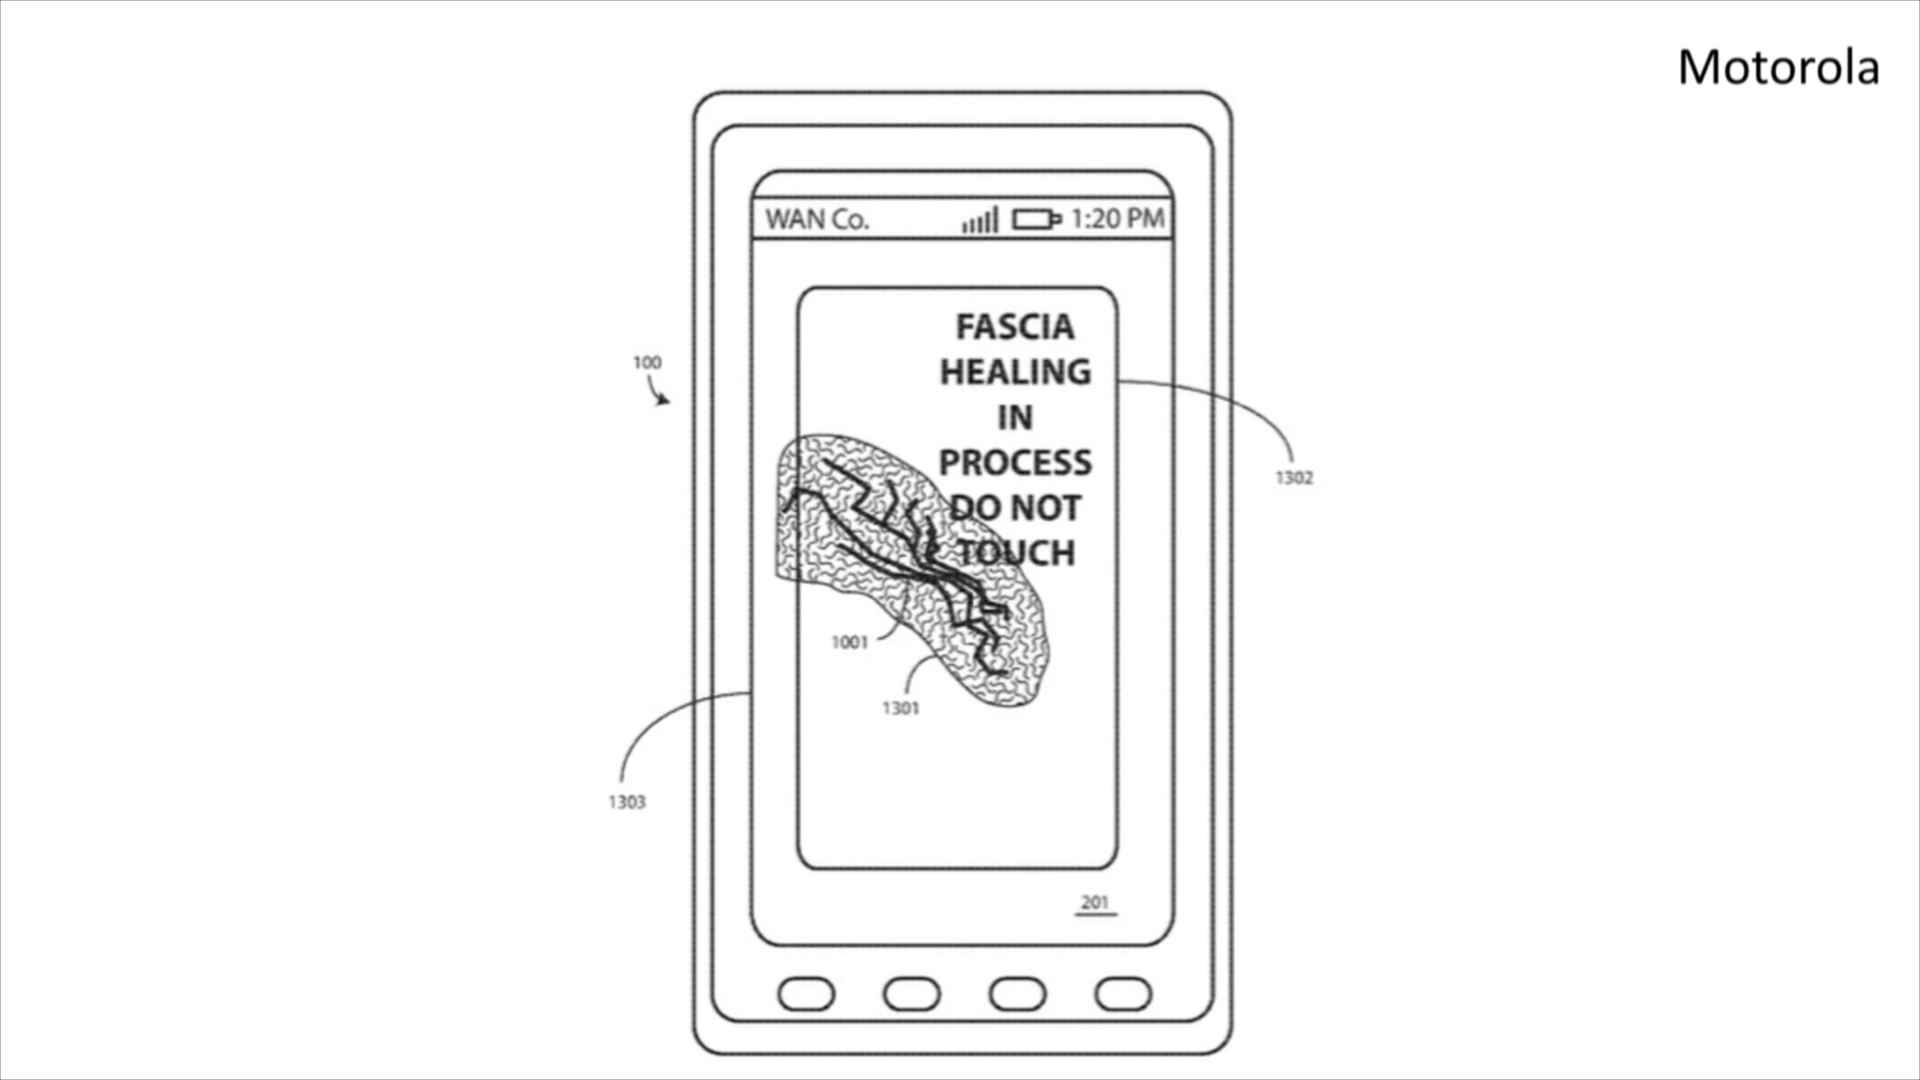 Motorola
WAN Co. 1:20 PM
FASCIA
HEALING
IN
PROCESS
DO NOT
TOUCH
100
1302
1001
1301
1303
201